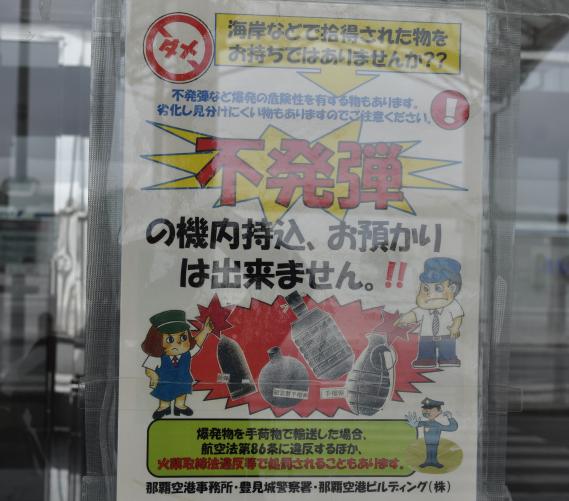 ダメ
海岸などで拾得された物を
お持ちではありませんか??
不発弾など爆発の危険性を有する物もあります。
劣化し見分けにくい物もありますのでご注意ください。
不発弾
の機内持込、お預かり
は出来ません。!!
手榴弾
爆発物を手荷物で輸送した場合、
航空法第86条に違反するほか、
火薬取締法違反等で処罰されることもあります。
那覇空港事務所・豊見城警察署・那覇空港ビルディング(株)